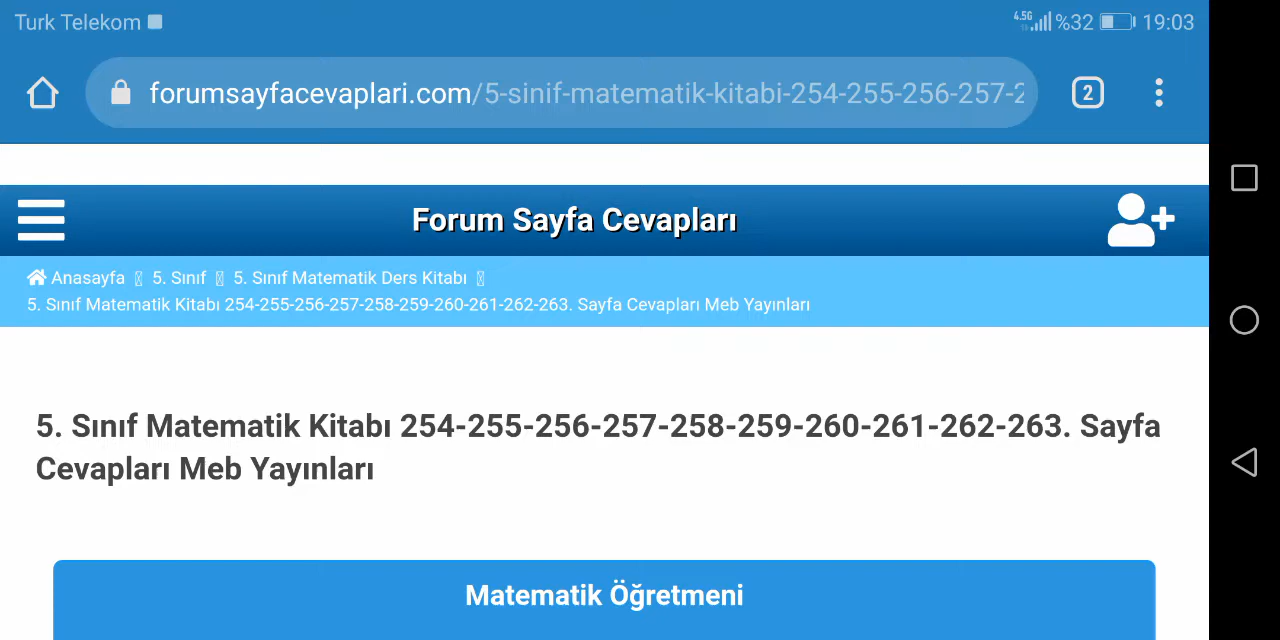 Turk Telekom
4.5G %32 19:03
forumsayfacevaplari.com/5-sinif-matematik-kitabi-254-255-256-257-2
2
Forum Sayfa Cevapları
Anasayfa 5. Sınıf 5. Sınıf Matematik Ders Kitabı
5. Sınıf Matematik Kitabı 254-255-256-257-258-259-260-261-262-263. Sayfa Cevapları Meb Yayınları
5. Sınıf Matematik Kitabı 254-255-256-257-258-259-260-261-262-263. Sayfa
Cevapları Meb Yayınları
Matematik Öğretmeni